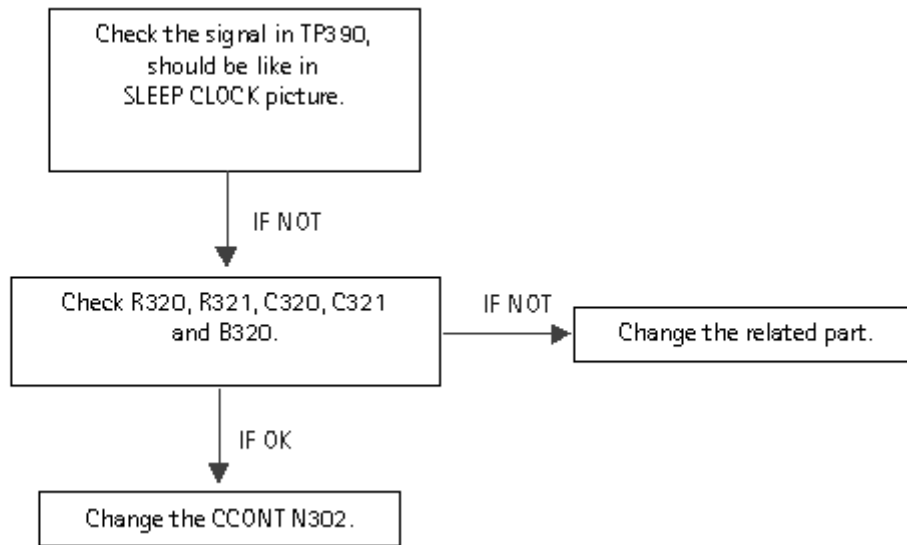 Check the signal in TP390,
should be like in
SLEEP CLOCK picture.
IF NOT
Check R320, R321, C320, C321
and B320.
IF NOT
Change the related part.
IF OK
Change the CCONT N302.